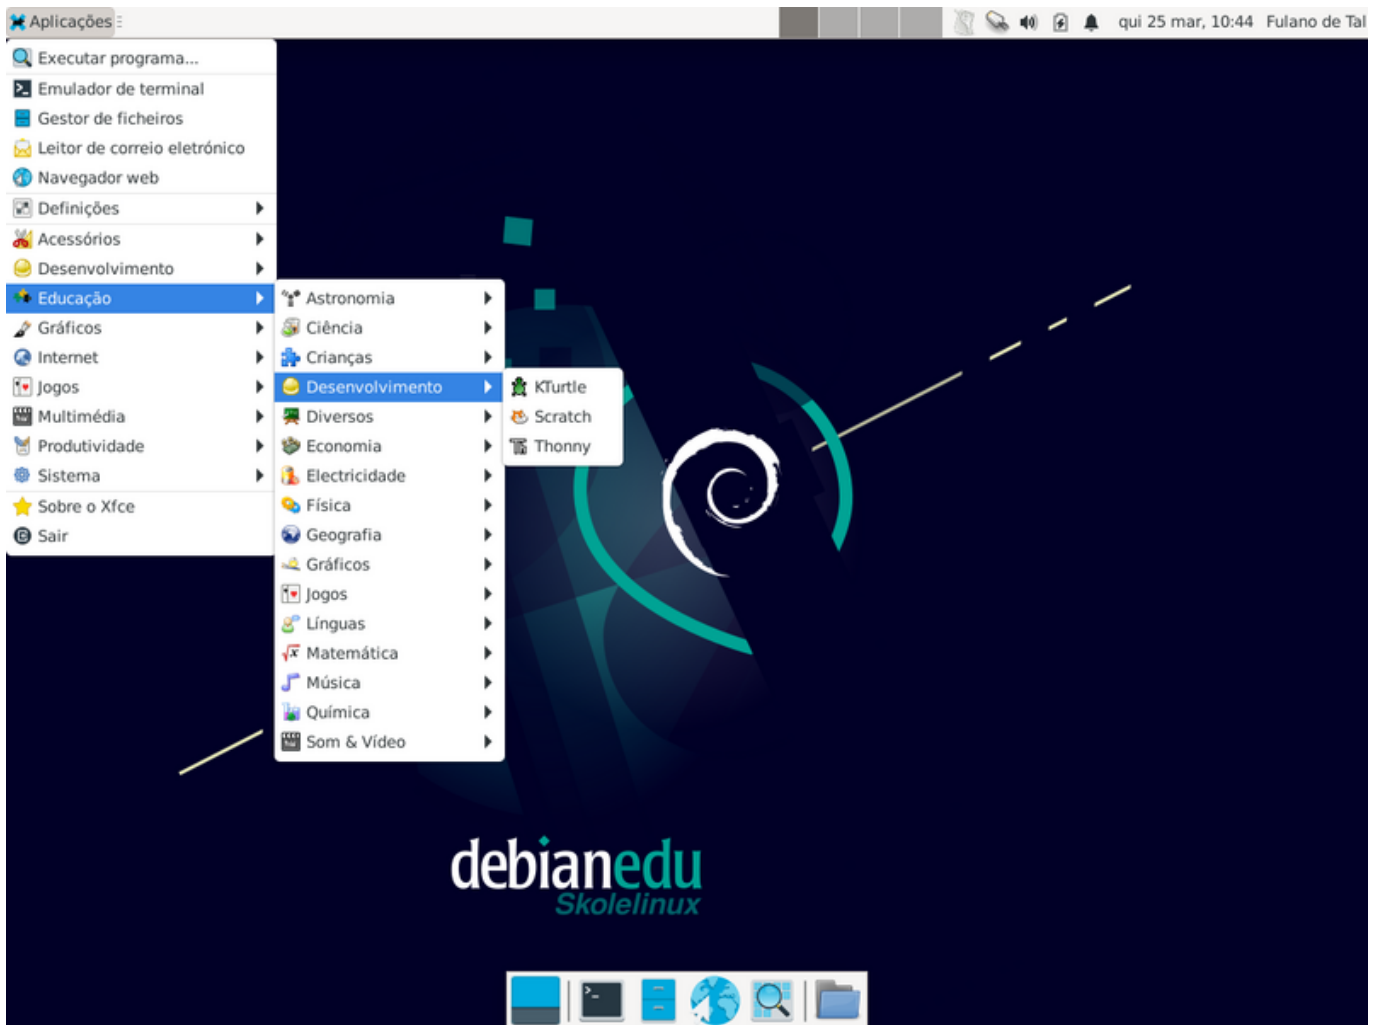 Aplicações
qui 25 mar, 10:44 Fulano de Tal
Executar programa...
Emulador de terminal
Gestor de ficheiros
Leitor de correio eletrónico
Navegador web
Definições
Acessórios
Desenvolvimento
Educação
Gráficos
Internet
Jogos
Multimédia
Produtividade
Sistema
Sobre o Xfce
Sair
Astronomia
Ciência
Crianças
Desenvolvimento
Diversos
Economia
Electricidade
Física
Geografia
Gráficos
Jogos
Línguas
Matemática
Música
Química
Som & Vídeo
KTurtle
Scratch
Thonny
debianedu
Skolelinux